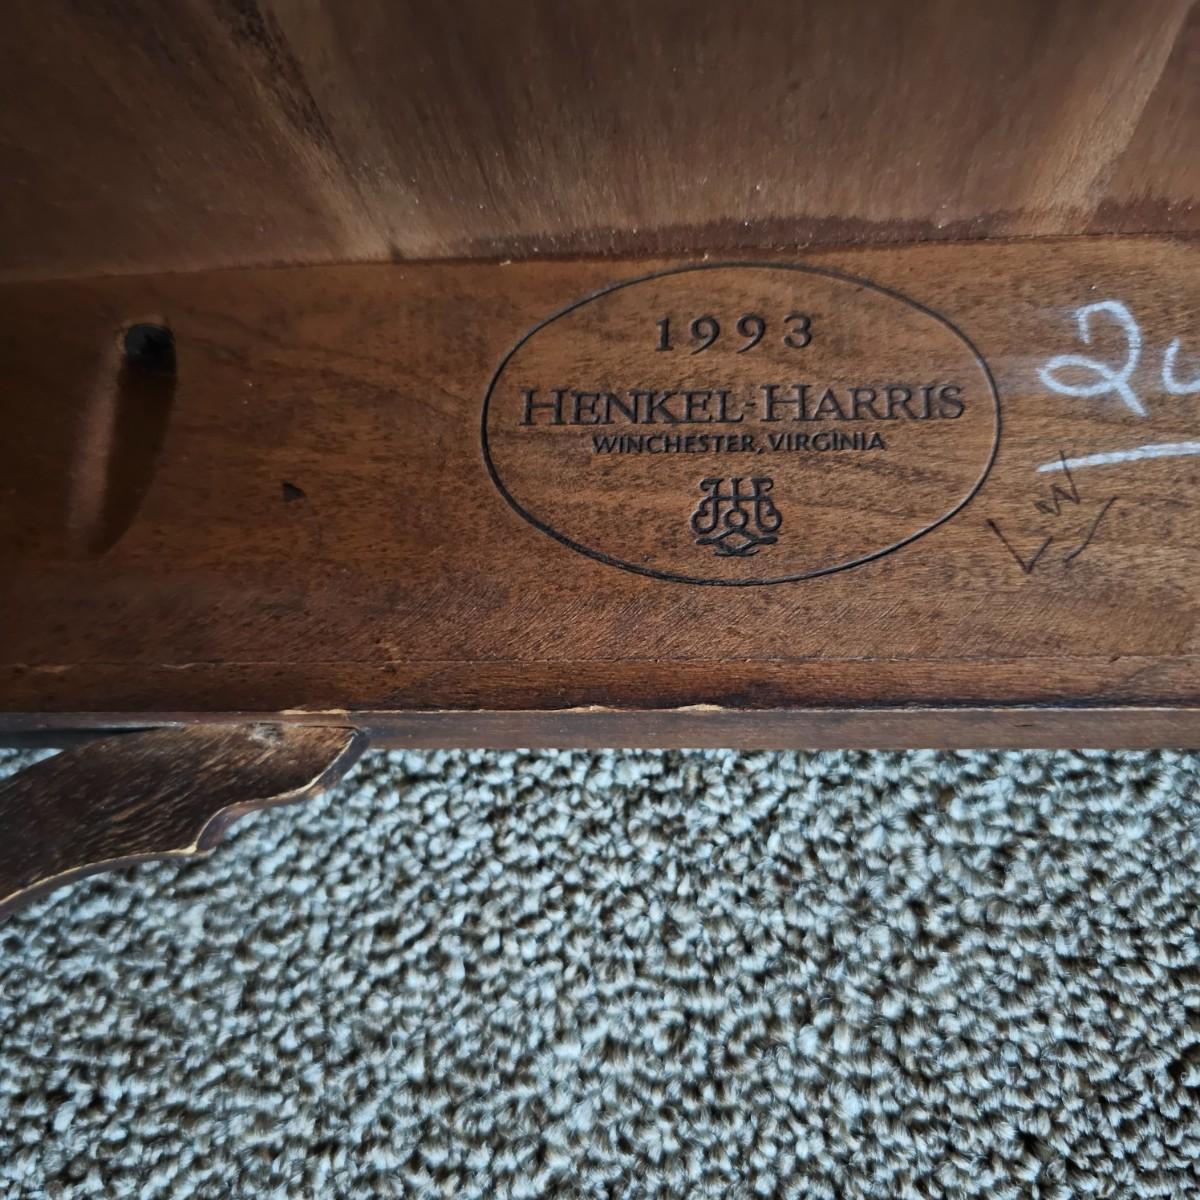 1993
HENKEL-HARRIS
WINCHESTER, VIRGINIA